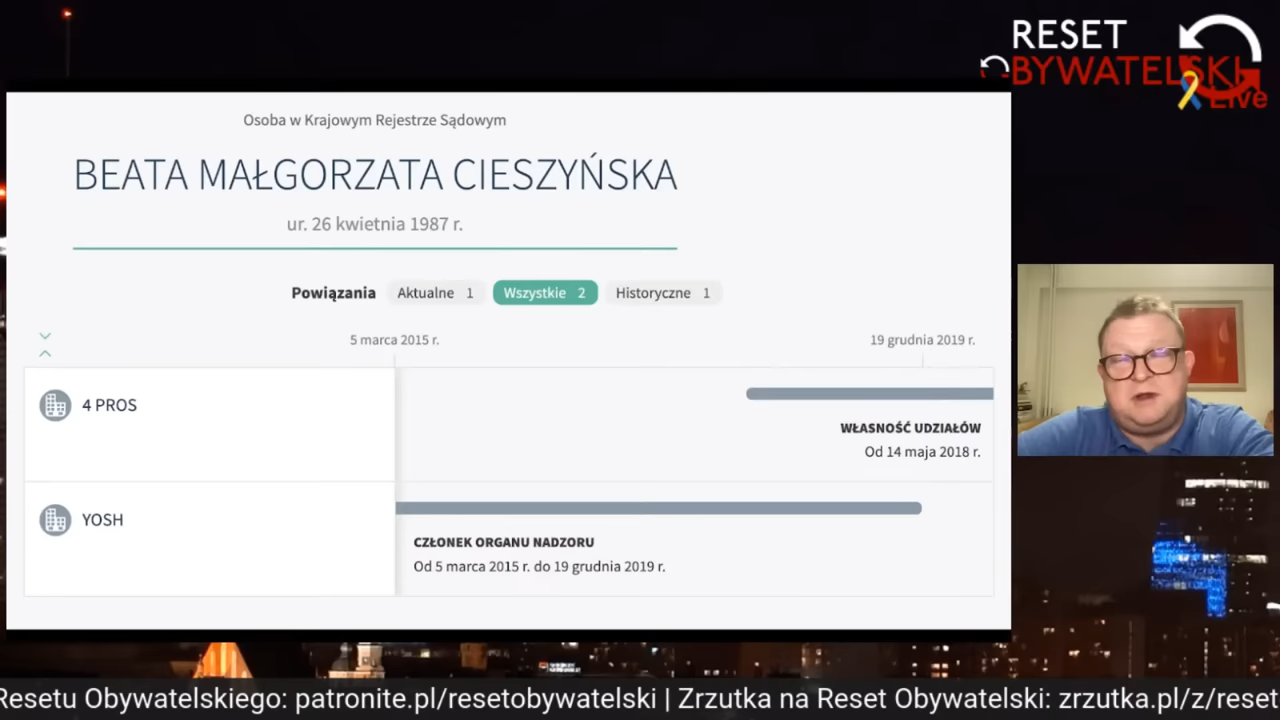 RESET
OBYWATELSKI
Live
Osoba w Krajowym Rejestrze Sądowym
BEATA MAŁGORZATA CIESZYŃSKA
ur. 26 kwietnia 1987 r.
Powiązania Aktualne 1 Wszystkie 2 Historyczne 1
5 marca 2015 r. 19 grudnia 2019 r.
4 PROS
WŁASNOŚĆ UDZIAŁÓW
Od 14 maja 2018 r.
YOSH
CZŁONEK ORGANU NADZORU
Od 5 marca 2015 r. do 19 grudnia 2019 r.
Resetu Obywatelskiego: patronite.pl/resetobywatelski | Zrzutka na Reset Obywatelski: zrzutka.pl/z/reset